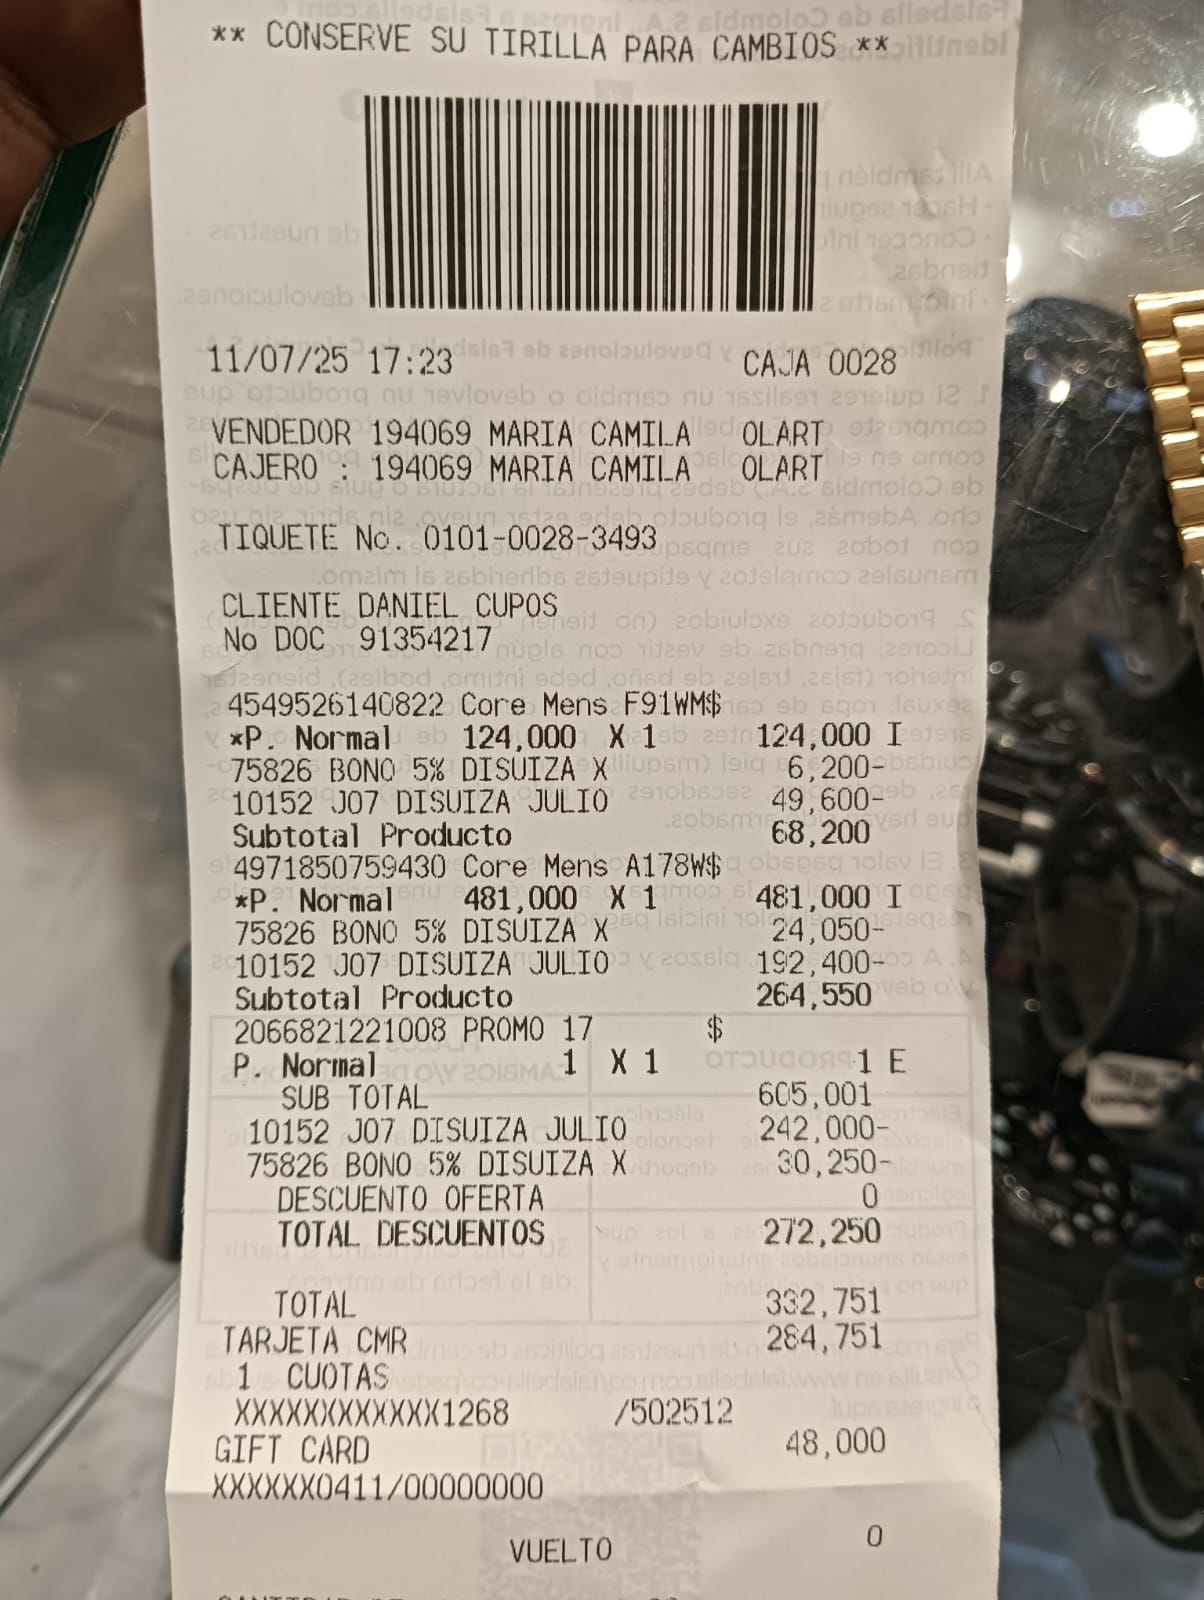 ** CONSERVE SU TIRILLA PARA CAMBIOS **
11/07/25 17:23 CAJA 0028
VENDEDOR 194069 MARIA CAMILA OLART
CAJERO : 194069 MARIA CAMILA OLART
TIQUETE No. 0101-0028-3493
CLIENTE DANIEL CUPOS
No DOC 91354217
4549526140822 Core Mens F91WM$
*P. Normal 124,000 X 1 124,000 I
75826 BONO 5% DISUIZA X 6,200-
10152 J07 DISUIZA JULIO 49,600-
Subtotal Producto 68,200
4971850759430 Core Mens A178W$
*P. Normal 481,000 X 1 481,000 I
75826 BONO 5% DISUIZA X 24,050-
10152 J07 DISUIZA JULIO 192,400-
Subtotal Producto 264,550
2066821221008 PROMO 17 $
P. Normal 1 X 1 1 E
SUB TOTAL 605,001
10152 J07 DISUIZA JULIO 242,000-
75826 BONO 5% DISUIZA X 30,250-
DESCUENTO OFERTA 0
TOTAL DESCUENTOS 272,250
TOTAL 332,751
TARJETA CMR 284,751
1 CUOTAS
XXXXXXXXXXXX1268 /502512
GIFT CARD 48,000
XXXXXX0411/00000000
VUELTO 0